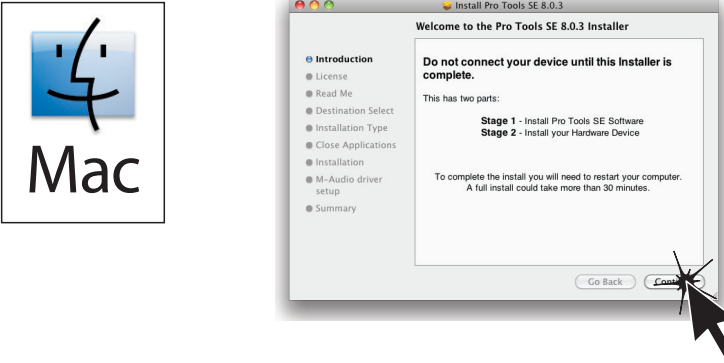 Mac
Install Pro Tools SE 8.0.3
Welcome to the Pro Tools SE 8.0.3 Installer
Introduction
License
Read Me
Destination Select
Installation Type
Close Applications
Installation
M-Audio driver
setup
Summary
Do not connect your device until this Installer is
complete.
This has two parts:
Stage 1 - Install Pro Tools SE Software
Stage 2 - Install your Hardware Device
To complete the install you will need to restart your computer.
A full install could take more than 30 minutes.
Go Back